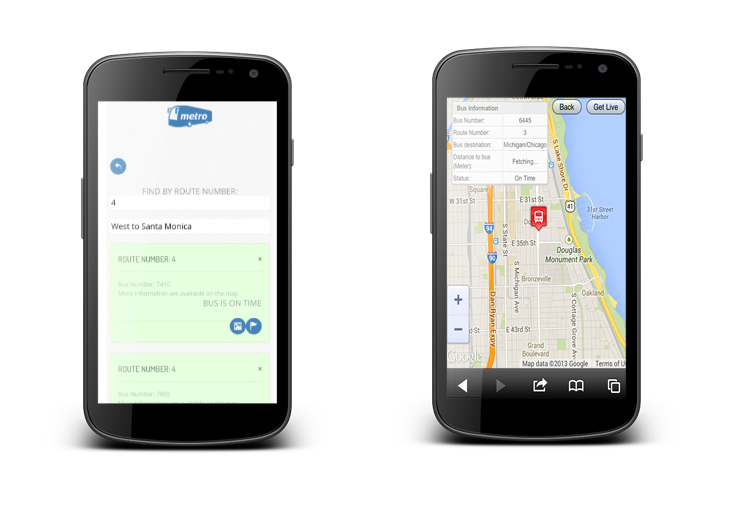 metro
FIND BY ROUTE NUMBER:
4
West to Santa Monica
ROUTE NUMBER: 4 ×
Bus Number: 7410
More Information are available on the map
BUS IS ON TIME
ROUTE NUMBER: 4 ×
Bus Number: 7805
Bus Information
Back
Get Live
Bus Number: 6445
Route Number: 3
Bus destination: Michigan/Chicago
Distance to bus (Meter): Fetching...
Status: On Time
S Lake Shore Dr
Square
W 31st St
E 31st St
31st Street
Harbor
41
94
S State St
E 35th St
Douglas
Monument Park
90
S Michigan Ave
Bronzeville
Oakland
+
−
Dan Ryan Expy
S Cottage Grove Av
E 43rd St
Grand
Boulevard
Google
Map data ©2013 Google
Terms of U